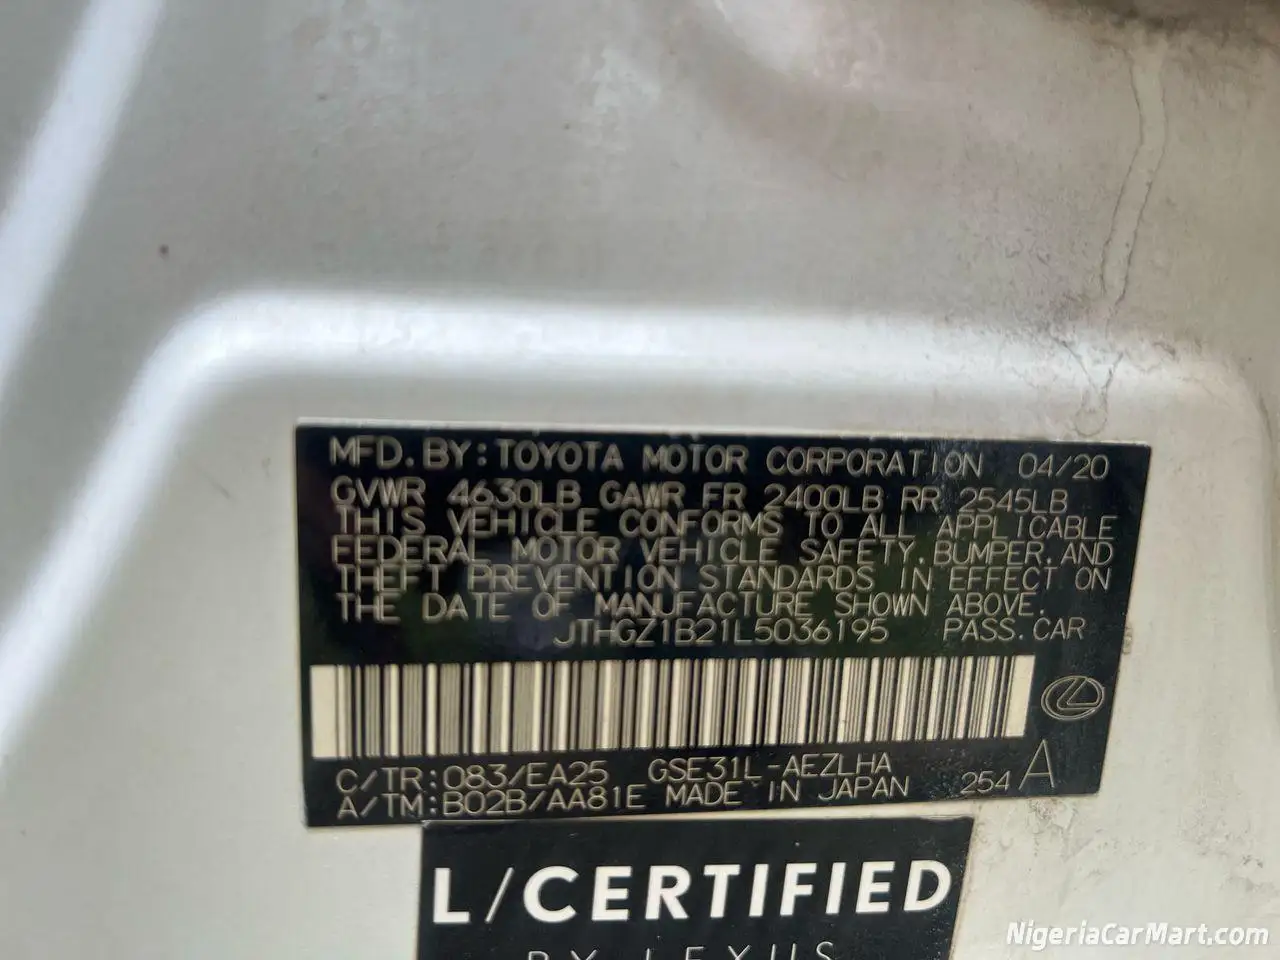 MFD. BY: TOYOTA MOTOR CORPORATION 04/20
GVWR 4630LB GAWR FR 2400LB RR 2545LB
THIS VEHICLE CONFORMS TO ALL APPLICABLE
FEDERAL MOTOR VEHICLE SAFETY, BUMPER, AND
THEFT PREVENTION STANDARDS IN EFFECT ON
THE DATE OF MANUFACTURE SHOWN ABOVE.
JTHGZ1B21L5036195 PASS. CAR
C/TR: 083/EA25 GSE31L-AEZLHA
A/TM: B02B/AA81E MADE IN JAPAN 254 A
L/CERTIFIED
BY LEXUS
NigeriaCarMart.com